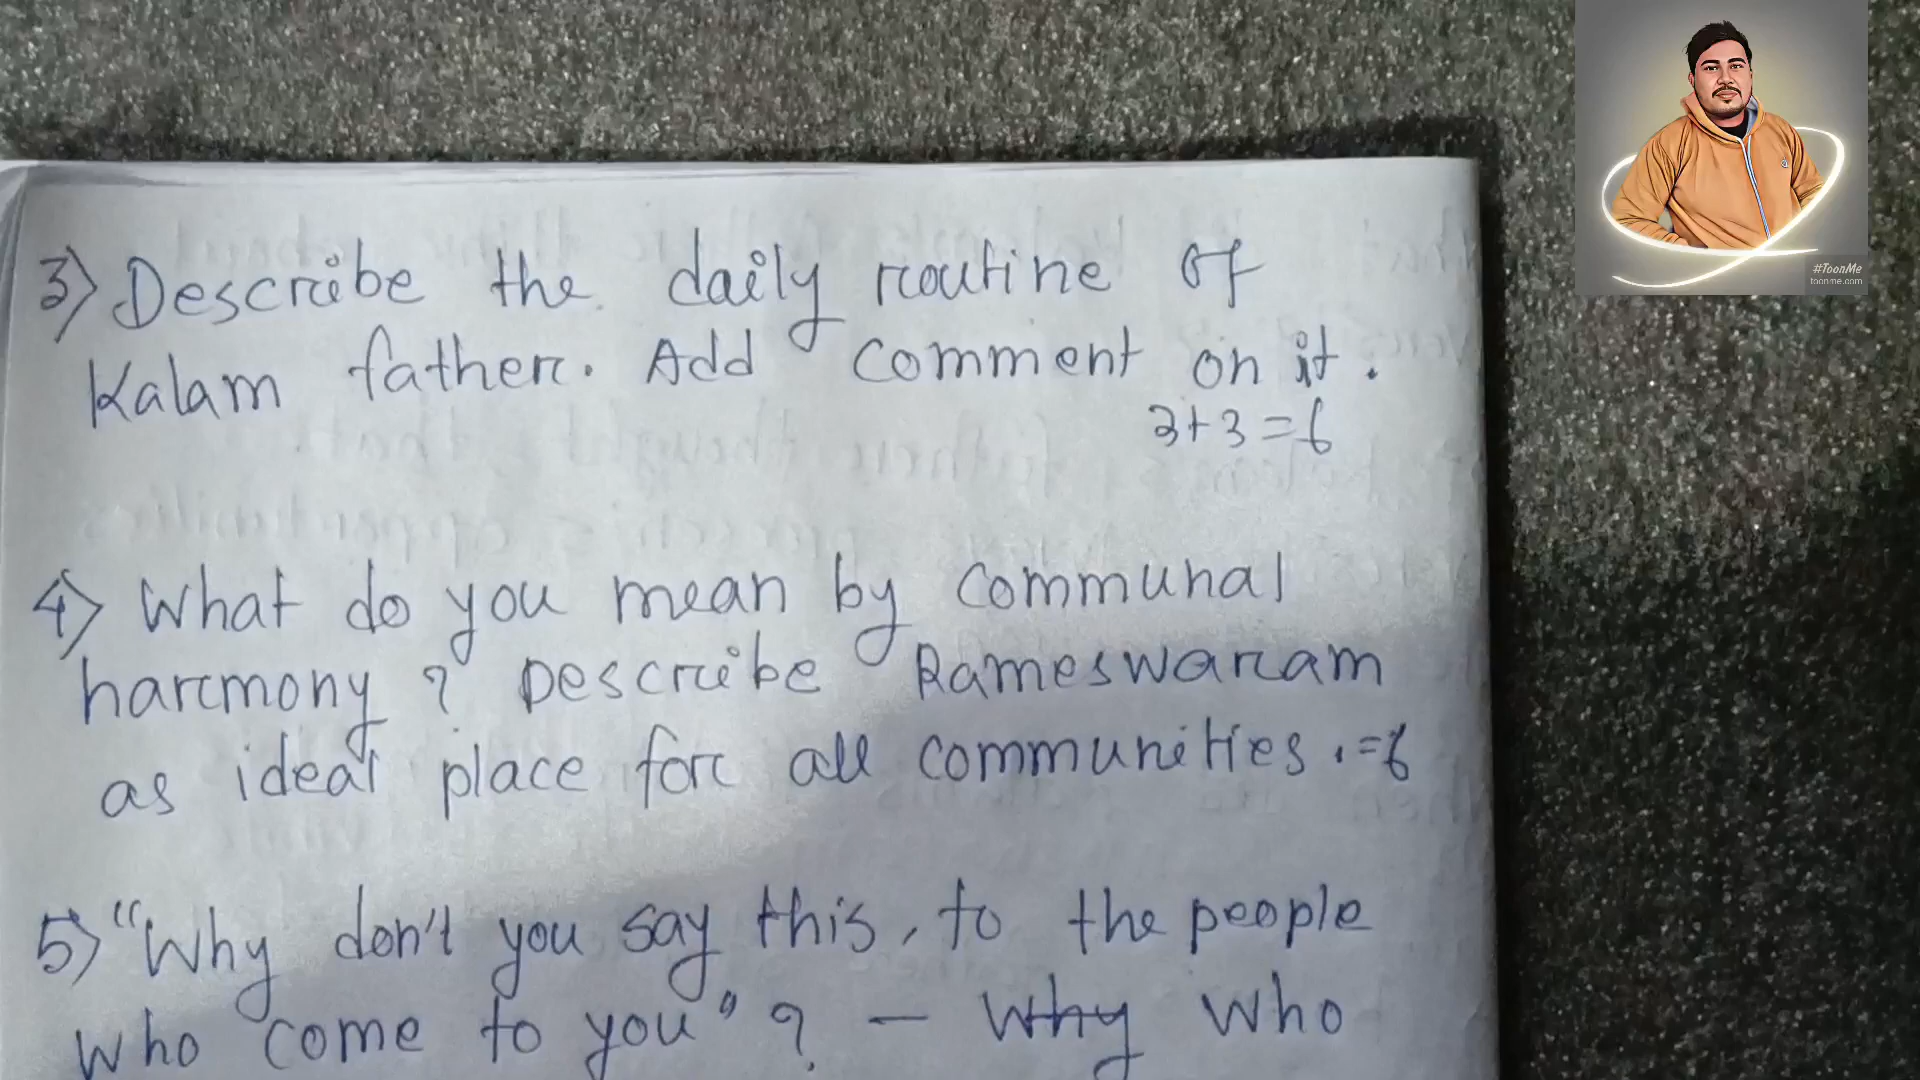 3) Describe the daily routine of
Kalam father. Add comment on it.
3+3=6
4) What do you mean by communal
harmony? Describe Rameswaram
as ideal place for all communities.=6
5) "Why don't you say this, to the people
who come to you"? - Why Who
#ToonMe
toonme.com